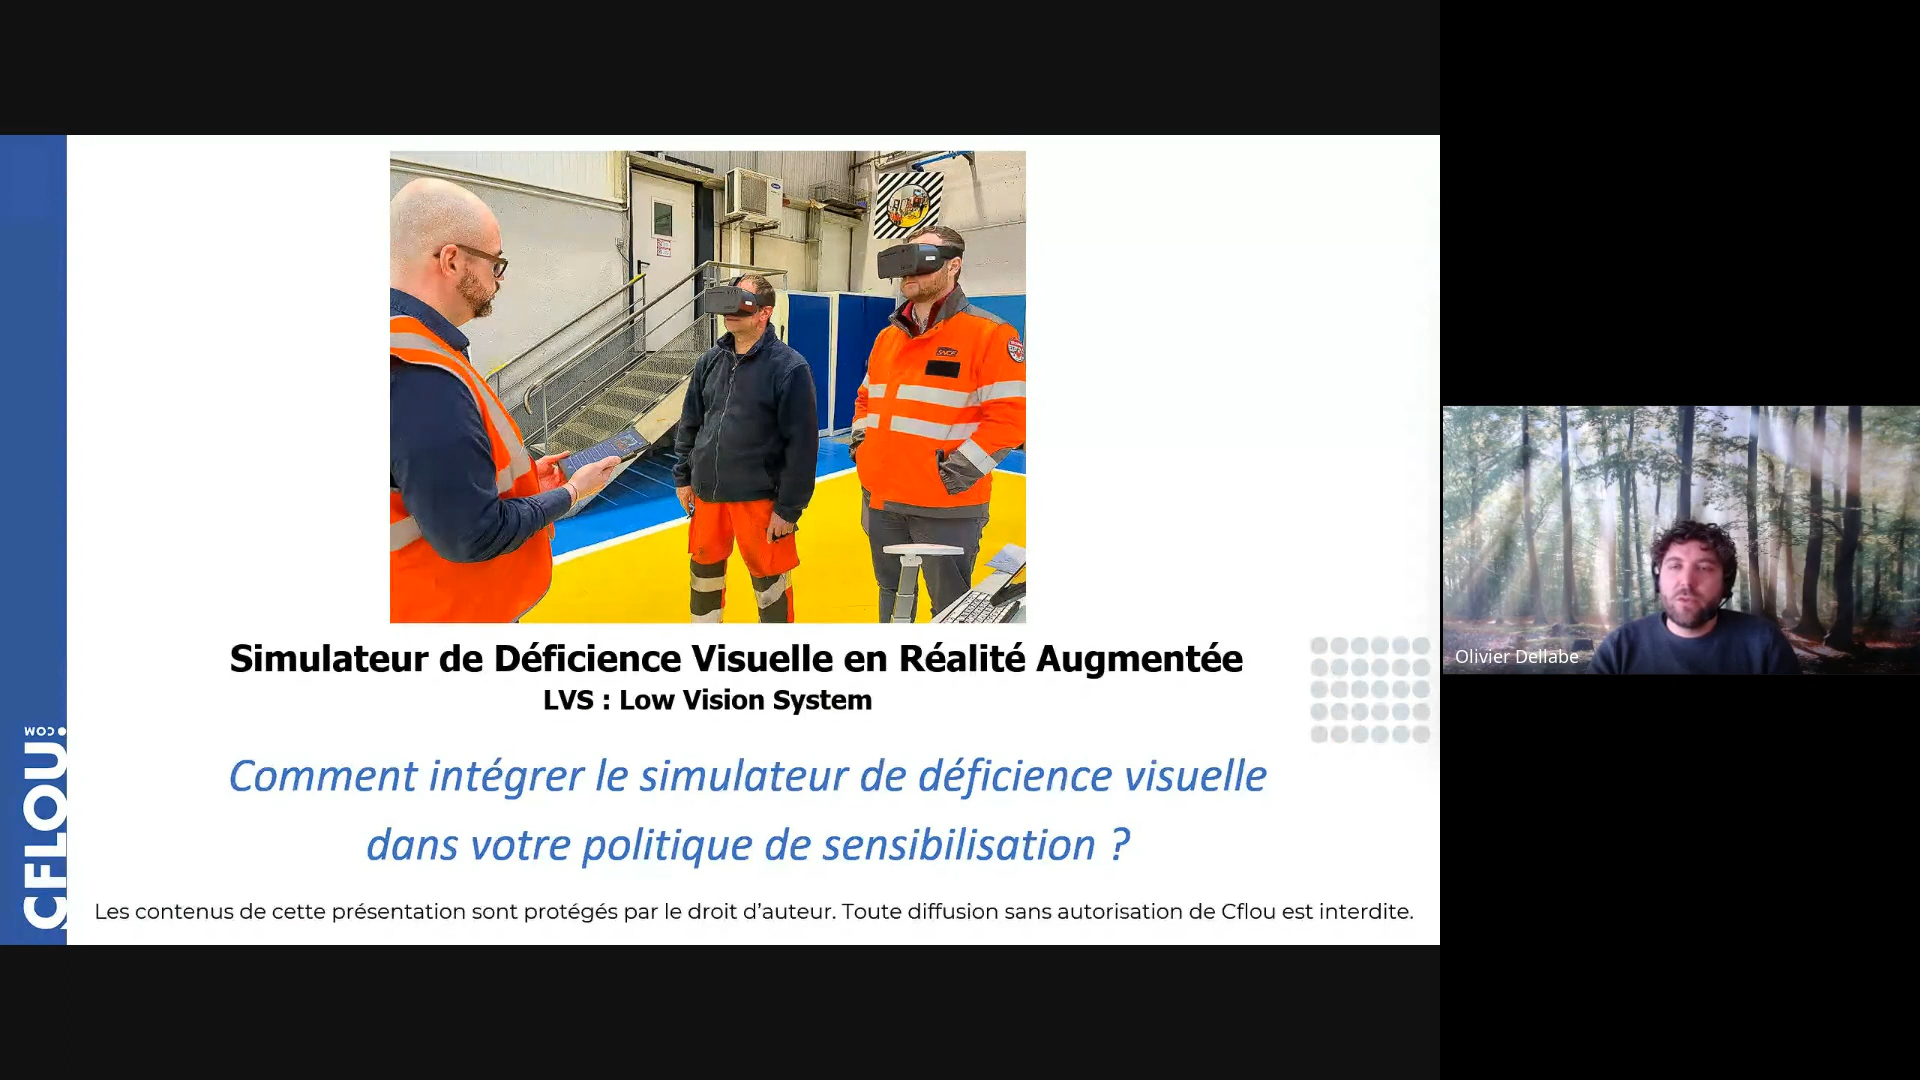 SNCF
Simulateur de Déficience Visuelle en Réalité Augmentée
LVS : Low Vision System
Comment intégrer le simulateur de déficience visuelle
dans votre politique de sensibilisation ?
Les contenus de cette présentation sont protégés par le droit d’auteur. Toute diffusion sans autorisation de Cflou est interdite.
CFLOU.COM
Olivier Dellabe